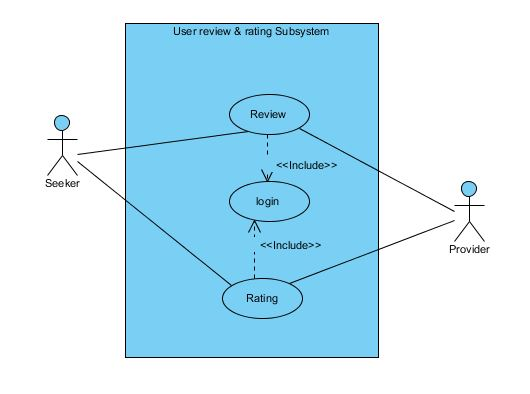 User review & rating Subsystem
Review
<<Include>>
Seeker
login
<<Include>>
Provider
Rating